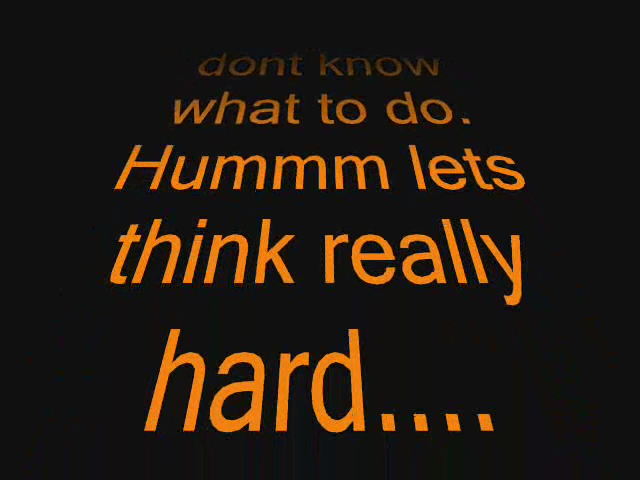 dont know
what to do.
Hummm lets
think really
hard....